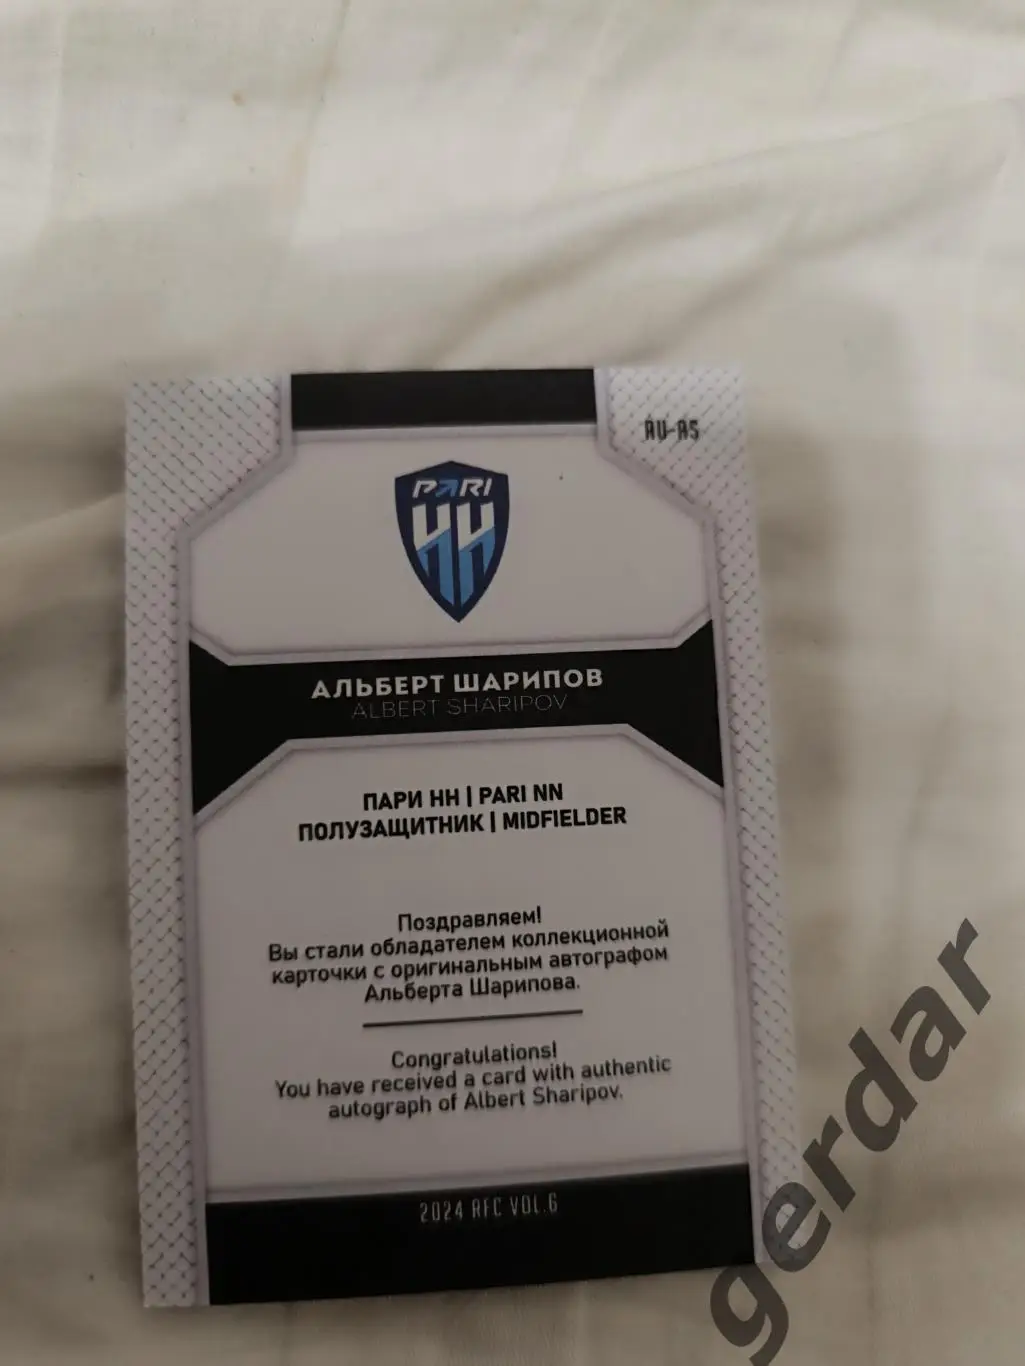 AU-AS
PARI
НН
АЛЬБЕРТ ШАРИПОВ
ALBERT SHARIPOV
ПАРИ НН | PARI NN
ПОЛУЗАЩИТНИК | MIDFIELDER
Поздравляем!
Вы стали обладателем коллекционной
карточки с оригинальным автографом
Альберта Шарипова.
Congratulations!
You have received a card with authentic
autograph of Albert Sharipov.
2024 RFC VOL.6
gerdar